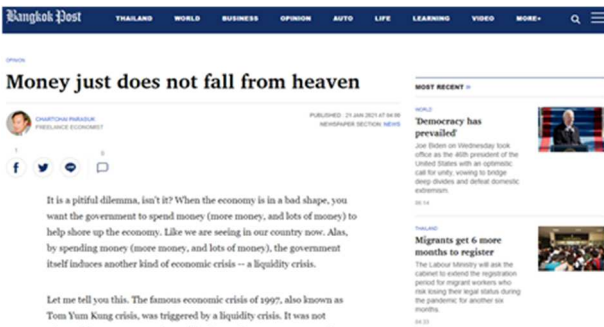 Bangkok Post
THAILAND WORLD BUSINESS OPINION AUTO LIFE LEARNING VIDEO MORE+
OPINION
Money just does not fall from heaven
CHARTCHAI PARASUK
FREELANCE ECONOMIST
PUBLISHED : 21 JAN 2021 AT 04:00
NEWSPAPER SECTION: NEWS
1
0
It is a pitiful dilemma, isn't it? When the economy is in a bad shape, you
want the government to spend money (more money, and lots of money) to
help shore up the economy. Like we are seeing in our country now. Alas,
by spending money (more money, and lots of money), the government
itself induces another kind of economic crisis -- a liquidity crisis.
Let me tell you this. The famous economic crisis of 1997, also known as
Tom Yum Kung crisis, was triggered by a liquidity crisis. It was not
MOST RECENT
WORLD
'Democracy has
prevailed'
Joe Biden on Wednesday took
office as the 46th president of the
United States with an optimistic
call for unity, vowing to bridge
deep divides and defeat domestic
extremism.
06:14
THAILAND
Migrants get 6 more
months to register
The Labour Ministry will ask the
cabinet to extend the registration
period for migrant workers who
risk losing their legal status during
the pandemic for another six
months.
04:33